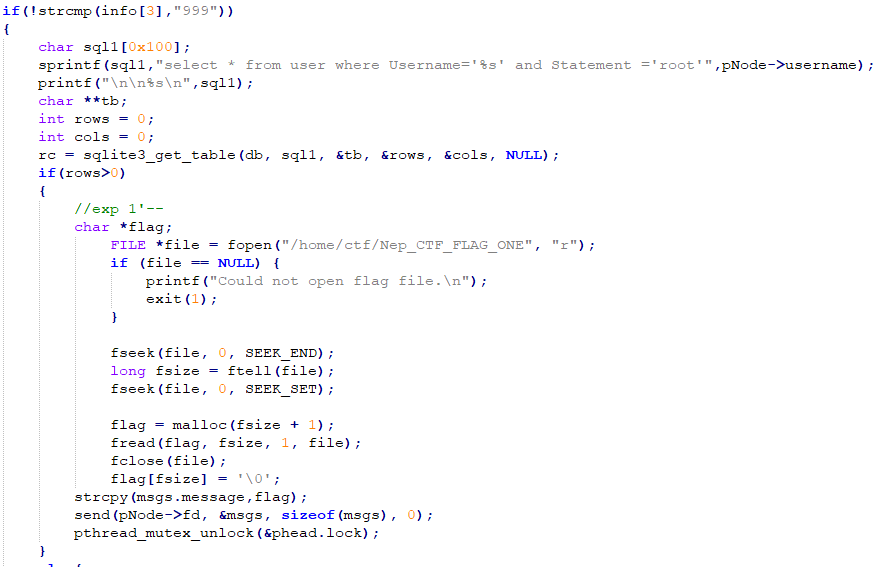 if(!strcmp(info[3],"999"))
{
char sql1[0x100];
sprintf(sql1,"select * from user where Username='%s' and Statement ='root'",pNode->username);
printf("\n\n%s\n",sql1);
char **tb;
int rows = 0;
int cols = 0;
rc = sqlite3_get_table(db, sql1, &tb, &rows, &cols, NULL);
if(rows>0)
{
//exp 1'--
char *flag;
FILE *file = fopen("/home/ctf/Nep_CTF_FLAG_ONE", "r");
if (file == NULL) {
printf("Could not open flag file.\n");
exit(1);
}
fseek(file, 0, SEEK_END);
long fsize = ftell(file);
fseek(file, 0, SEEK_SET);
flag = malloc(fsize + 1);
fread(flag, fsize, 1, file);
fclose(file);
flag[fsize] = '\0';
strcpy(msgs.message,flag);
send(pNode->fd, &msgs, sizeof(msgs), 0);
pthread_mutex_unlock(&phead.lock);
}